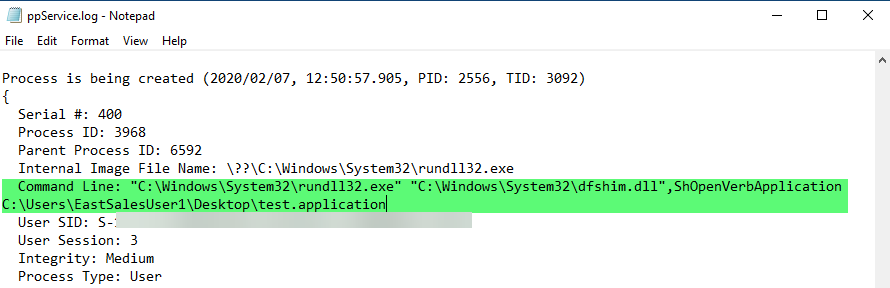 ppService.log - Notepad
File Edit Format View Help
Process is being created (2020/02/07, 12:50:57.905, PID: 2556, TID: 3092)
{
Serial #: 400
Process ID: 3968
Parent Process ID: 6592
Internal Image File Name: \??\C:\Windows\System32\rundll32.exe
Command Line: "C:\Windows\System32\rundll32.exe" "C:\Windows\System32\dfshim.dll",ShOpenVerbApplication
C:\Users\EastSalesUser1\Desktop\test.application
User SID: S-
User Session: 3
Integrity: Medium
Process Type: User